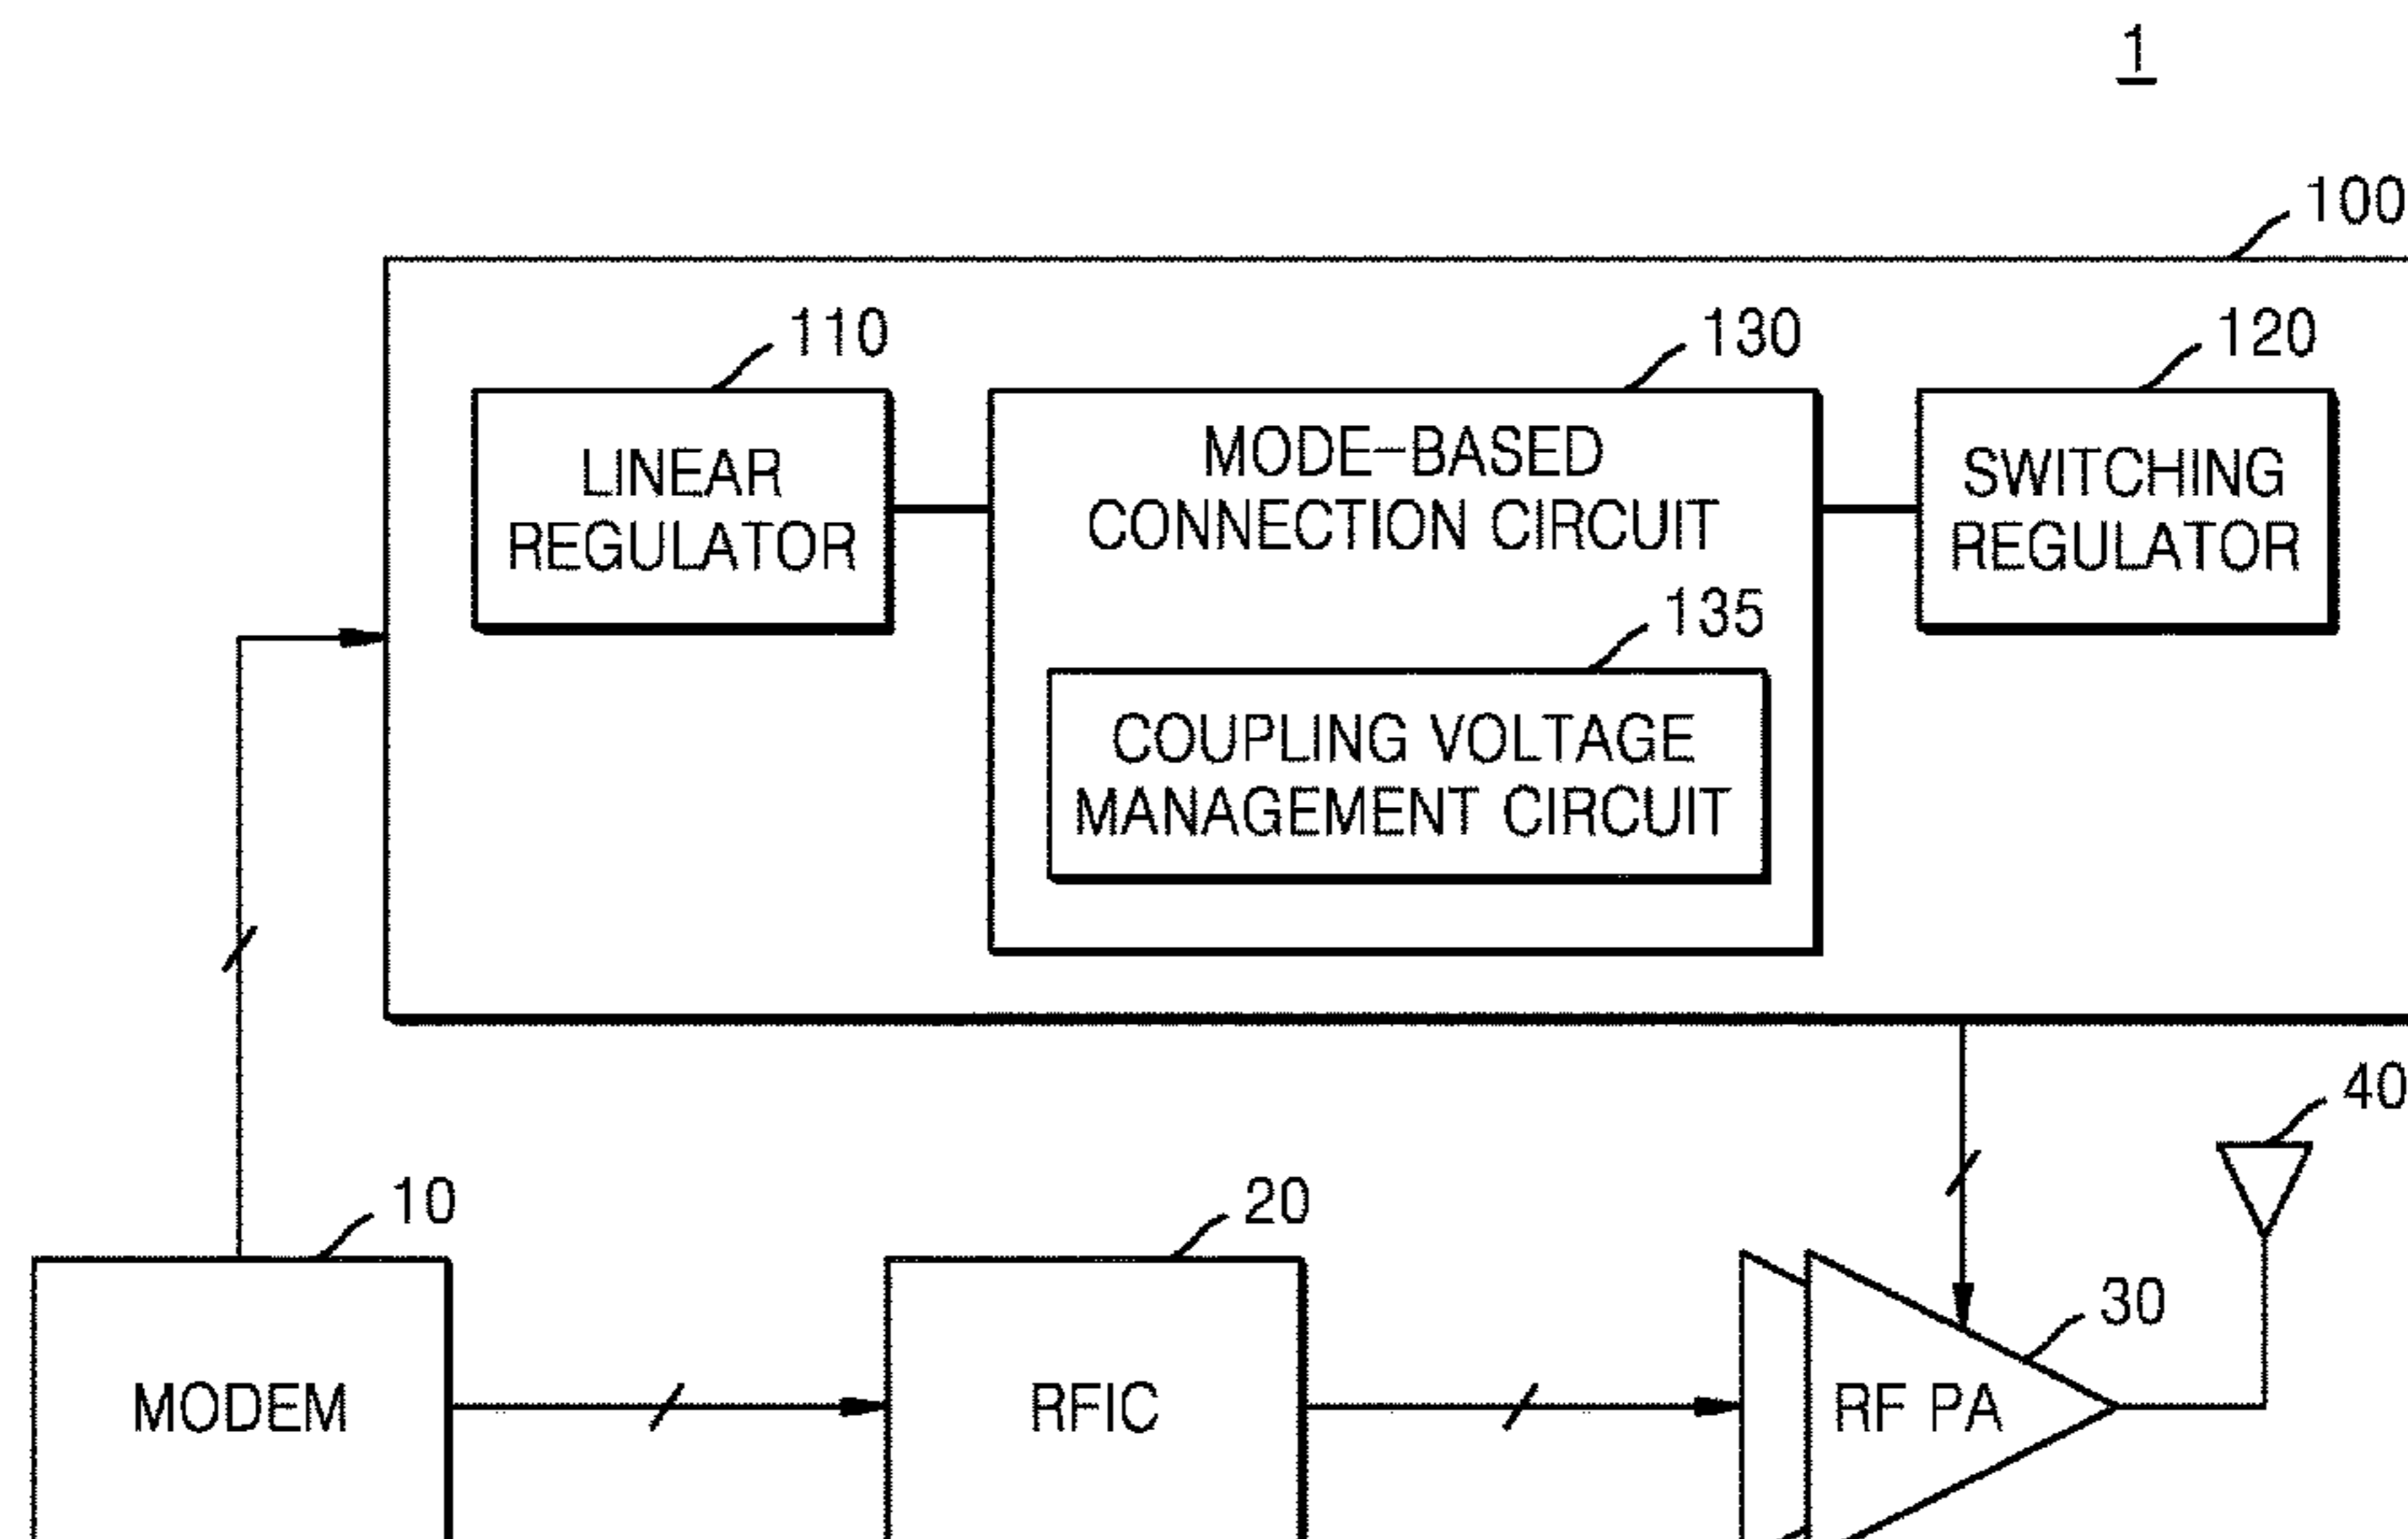 1
100
110
130
120
LINEAR
REGULATOR
MODE-BASED
CONNECTION CIRCUIT
SWITCHING
REGULATOR
135
COUPLING VOLTAGE
MANAGEMENT CIRCUIT
40
10
20
30
MODEM
RFIC
RF PA